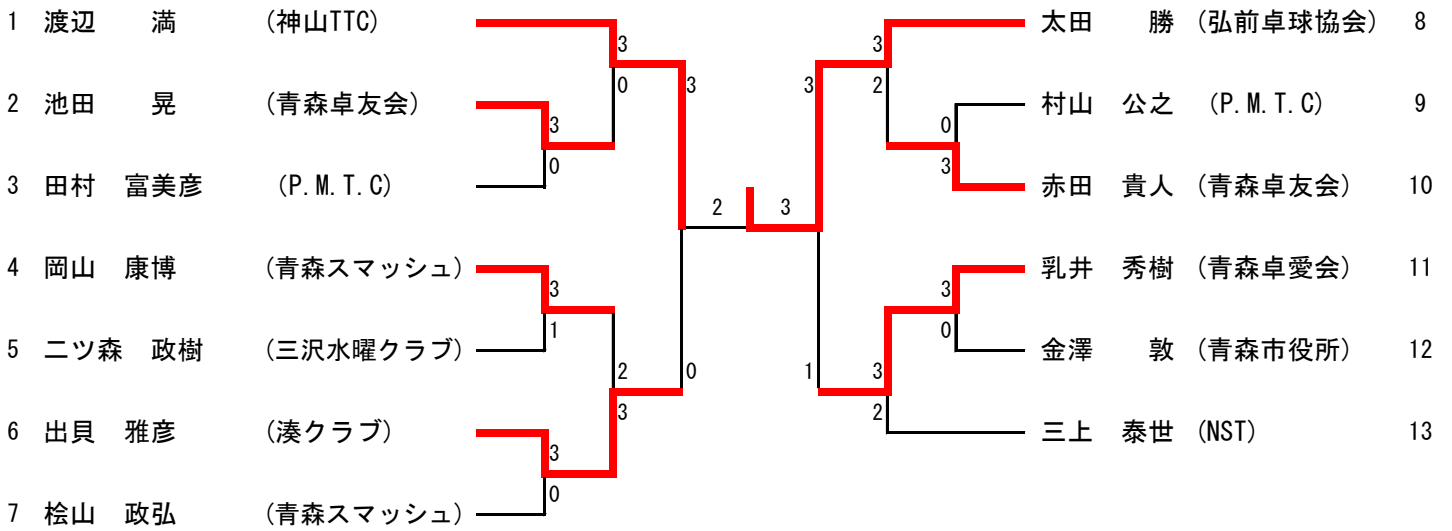 1 渡辺　満 (神山TTC)
3
0
2 池田　晃 (青森卓友会)
3
0
3 田村　富美彦 (P.M.T.C)
3
4 岡山　康博 (青森スマッシュ)
3
1
5 二ツ森　政樹 (三沢水曜クラブ)
2
3
0
6 出貝　雅彦 (湊クラブ)
3
0
7 桧山　政弘 (青森スマッシュ)
2 3
太田　勝 (弘前卓球協会) 8
3
2
3
村山　公之 (P.M.T.C) 9
0
3
赤田　貴人 (青森卓友会) 10
乳井　秀樹 (青森卓愛会) 11
3
0
金澤　敦 (青森市役所) 12
1
3
2
三上　泰世 (NST) 13